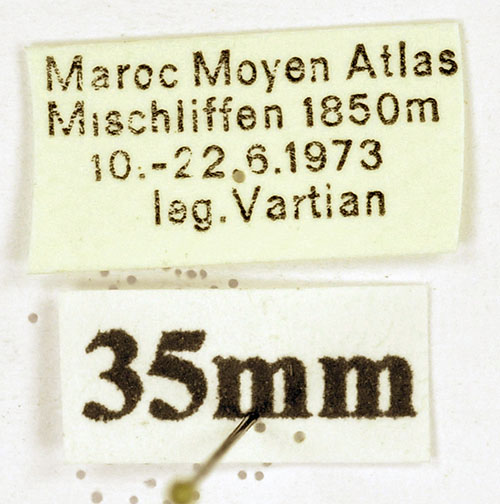 Maroc Moyen Atlas
Mischliffen 1850m
10.-22.6.1973
leg. Vartian
35mm